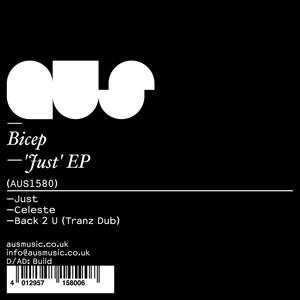 aus
Bicep
—'Just' EP
(AUS1580)
—Just
—Celeste
—Back 2 U (Tranz Dub)
ausmusic.co.uk
info@ausmusic.co.uk
D/AD: Build
4 012957 158006